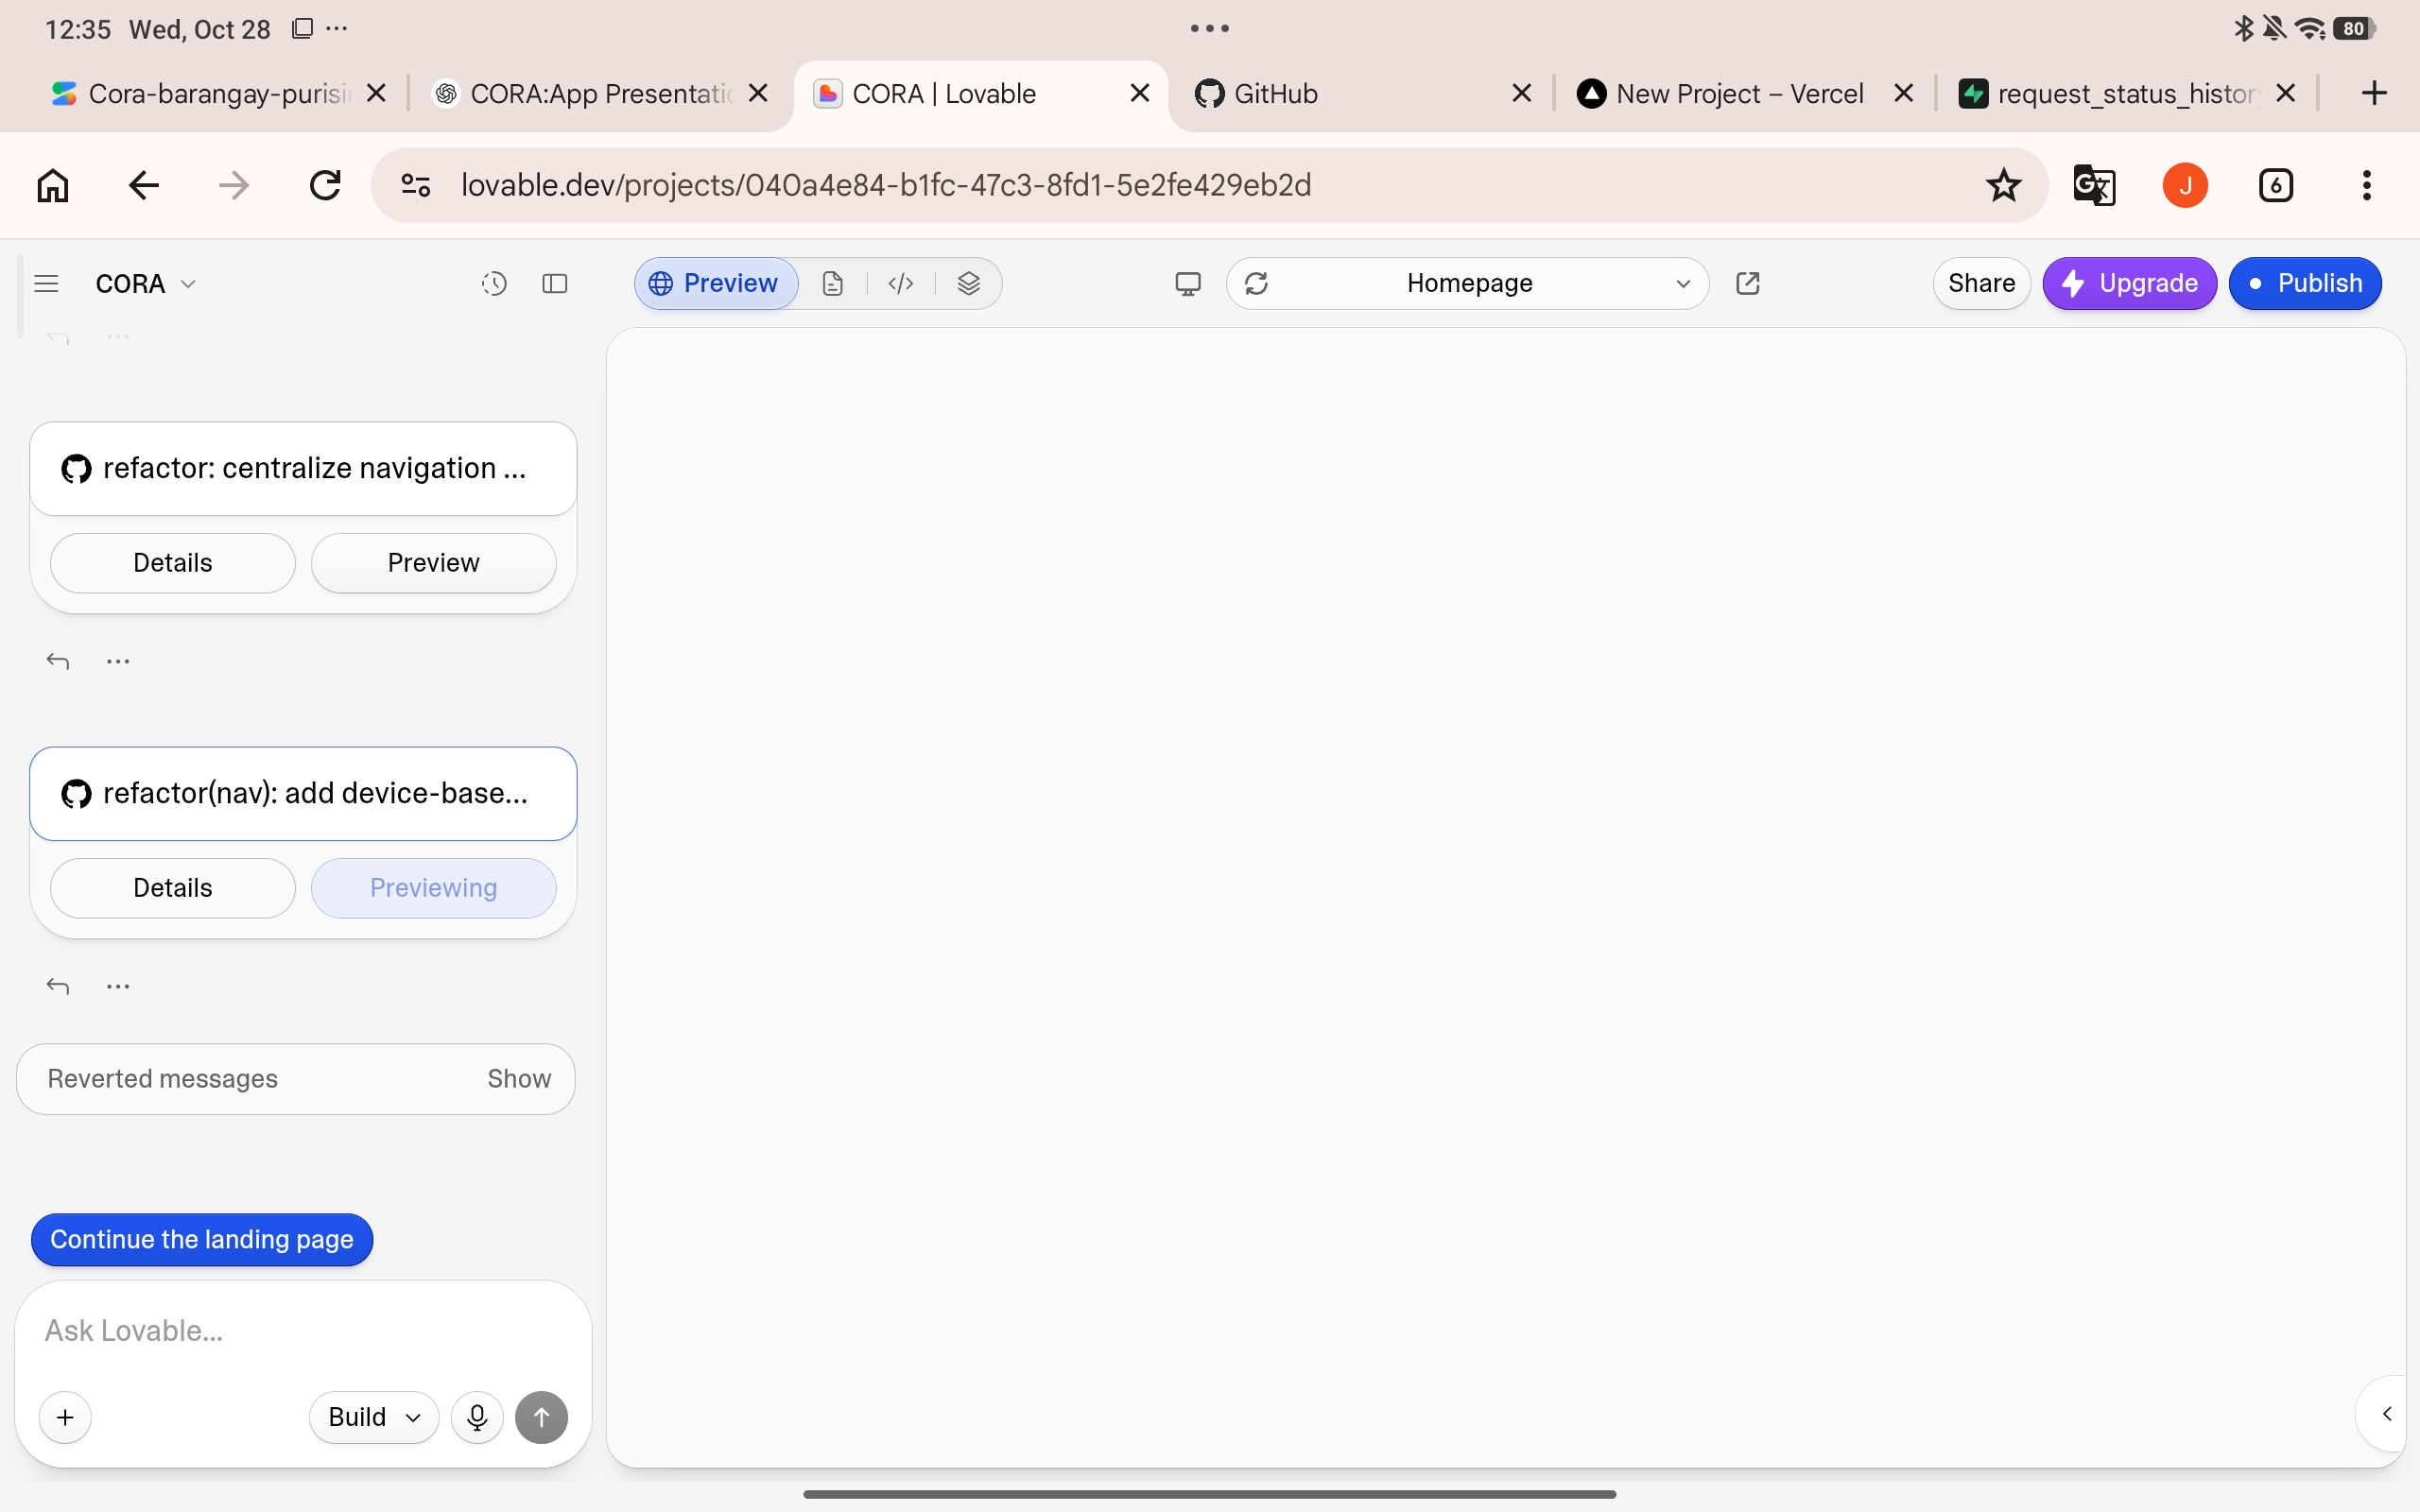 12:35 Wed, Oct 28
80
Cora-barangay-purisi
CORA:App Presentati
CORA | Lovable
GitHub
New Project – Vercel
request_status_history
lovable.dev/projects/040a4e84-b1fc-47c3-8fd1-5e2fe429eb2d
J
6
CORA
Preview
Homepage
Share
Upgrade
Publish
refactor: centralize navigation ...
Details
Preview
refactor(nav): add device-base...
Details
Previewing
Reverted messages
Show
Continue the landing page
Ask Lovable...
Build